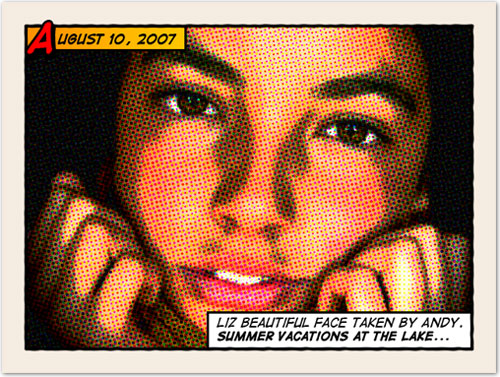 AUGUST 10, 2007
LIZ BEAUTIFUL FACE TAKEN BY ANDY.
SUMMER VACATIONS AT THE LAKE...